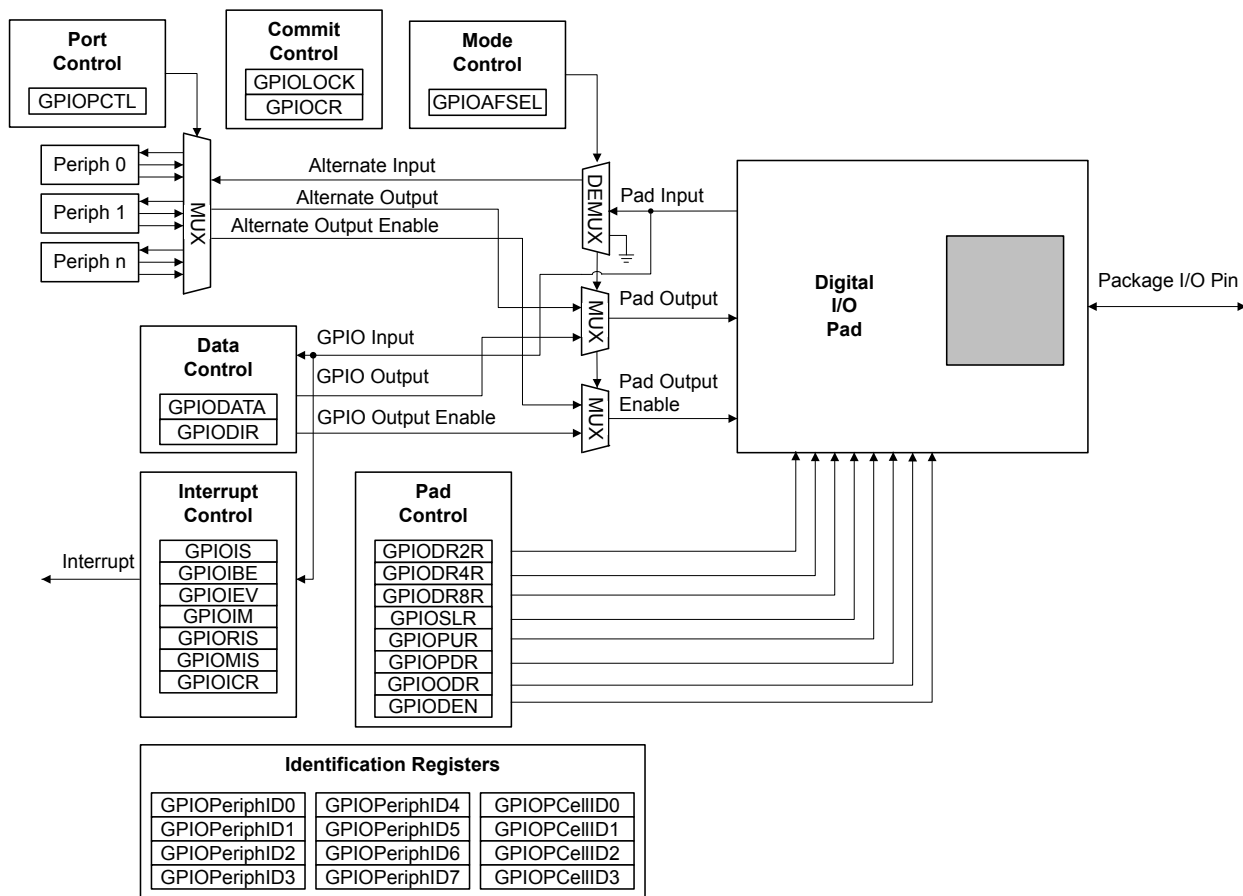 Port
Control
GPIOPCTL
Commit
Control
GPIOLOCK
GPIOCR
Mode
Control
GPIOAFSEL
Periph 0
Periph 1
Periph n
MUX
Alternate Input
Alternate Output
Alternate Output Enable
DEMUX
Pad Input
MUX
Pad Output
MUX
Pad Output
Enable
Digital
I/O
Pad
Package I/O Pin
Data
Control
GPIODATA
GPIODIR
GPIO Input
GPIO Output
GPIO Output Enable
Interrupt
Control
GPIOIS
GPIOIBE
GPIOIEV
GPIOIM
GPIORIS
GPIOMIS
GPIOICR
Interrupt
Pad
Control
GPIODR2R
GPIODR4R
GPIODR8R
GPIOSLR
GPIOPUR
GPIOPDR
GPIOODR
GPIODEN
Identification Registers
GPIOPeriphID0
GPIOPeriphID1
GPIOPeriphID2
GPIOPeriphID3
GPIOPeriphID4
GPIOPeriphID5
GPIOPeriphID6
GPIOPeriphID7
GPIOPCellID0
GPIOPCellID1
GPIOPCellID2
GPIOPCellID3